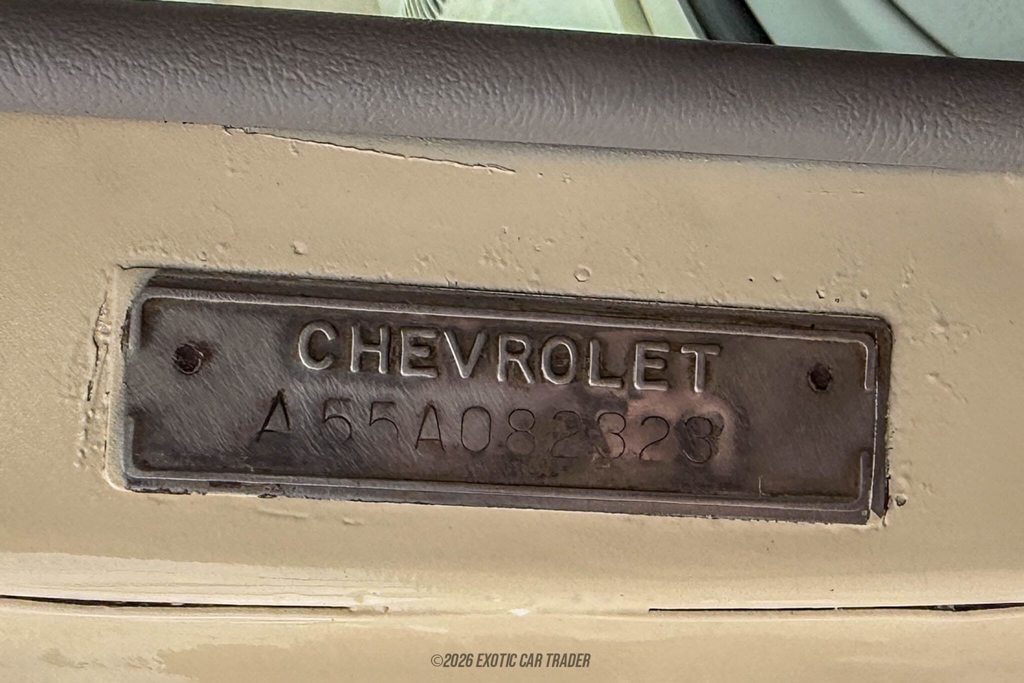 CHEVROLET
A55A082323
©2026 EXOTIC CAR TRADER